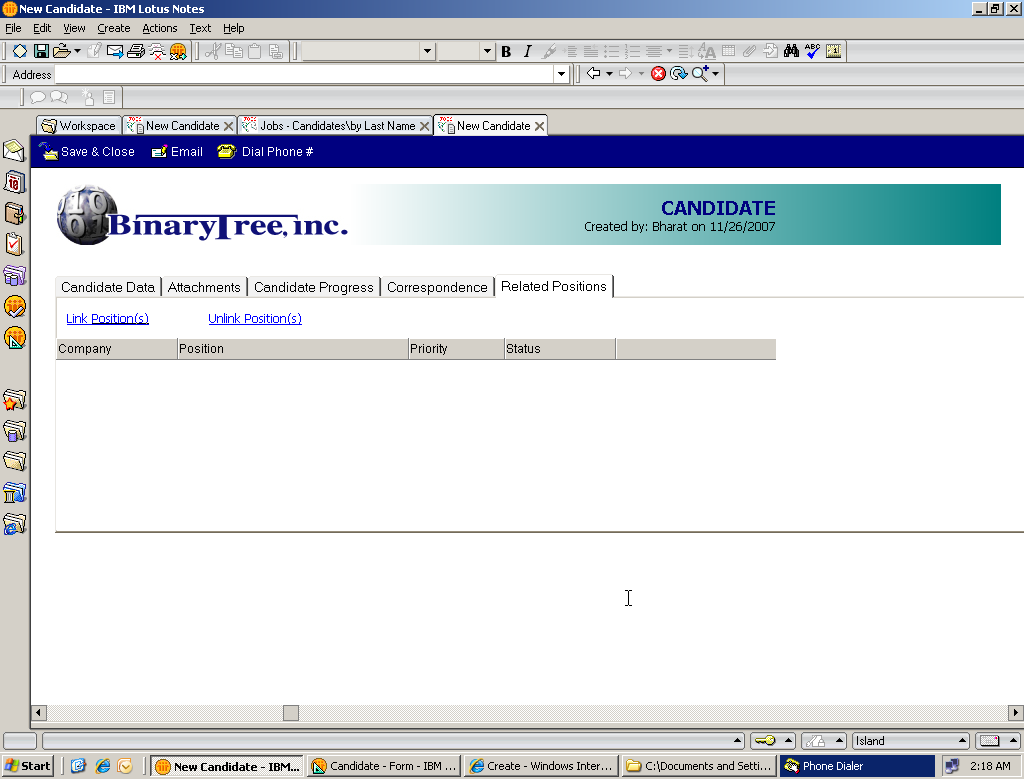 New Candidate - IBM Lotus Notes
File Edit View Create Actions Text Help
B I
Address
Workspace New Candidate Jobs - Candidates\by Last Name New Candidate
Save & Close Email Dial Phone #
BinaryTree, inc.
CANDIDATE
Created by: Bharat on 11/26/2007
Candidate Data Attachments Candidate Progress Correspondence Related Positions
Link Position(s) Unlink Position(s)
Company Position Priority Status
Island
Start New Candidate - IBM... Candidate - Form - IBM ... Create - Windows Inter... C:\Documents and Setti... Phone Dialer 2:18 AM